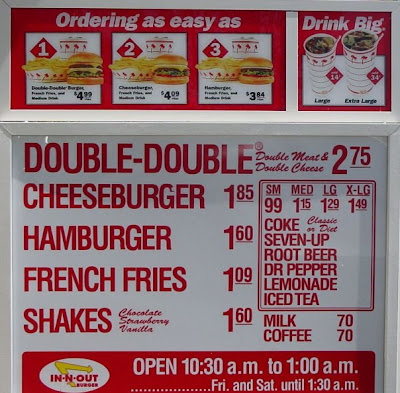 Ordering as easy as
Drink Big.
1
Double-Double® Burger,
French Fries, and
Medium Drink
$4.99
2
Cheeseburger,
French Fries, and
Medium Drink
$4.09
3
Hamburger,
French Fries, and
Medium Drink
$3.84
14¢
34¢
Large
Extra Large
DOUBLE-DOUBLE® Double Meat & Double Cheese 2.75
CHEESEBURGER 1.85
HAMBURGER 1.60
FRENCH FRIES 1.09
SHAKES Chocolate Strawberry Vanilla 1.60
SM MED LG X-LG
99 1.15 1.29 1.49
COKE Classic or Diet
SEVEN-UP
ROOT BEER
DR PEPPER
LEMONADE
ICED TEA
MILK 70
COFFEE 70
IN-N-OUT
BURGER
OPEN 10:30 a.m. to 1:00 a.m.
Fri. and Sat. until 1:30 a.m.